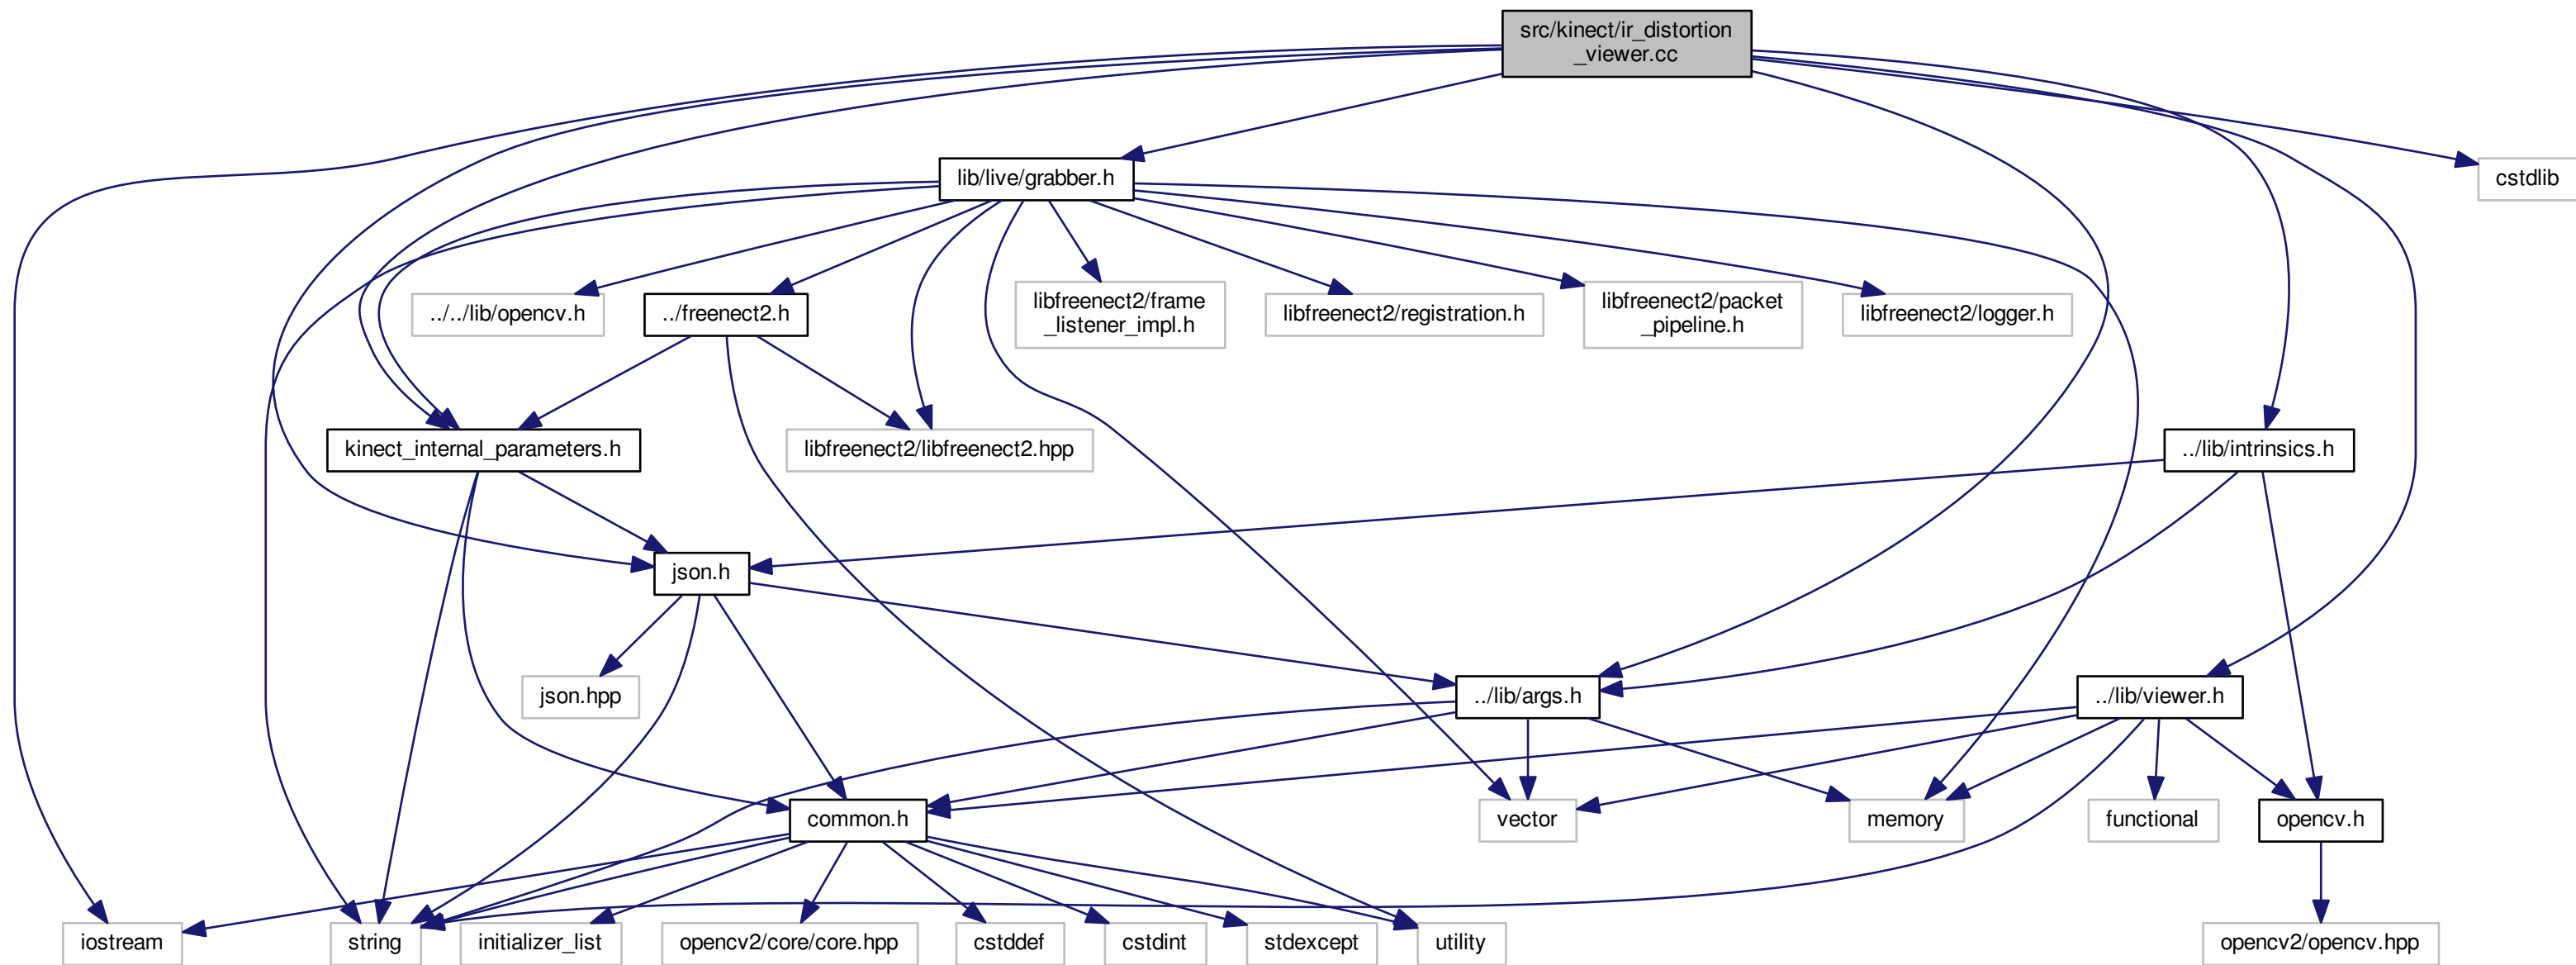 src/kinect/ir_distortion
_viewer.cc
lib/live/grabber.h
cstdlib
../../lib/opencv.h
../freenect2.h
libfreenect2/frame
_listener_impl.h
libfreenect2/registration.h
libfreenect2/packet
_pipeline.h
libfreenect2/logger.h
kinect_internal_parameters.h
libfreenect2/libfreenect2.hpp
../lib/intrinsics.h
json.h
json.hpp
../lib/args.h
../lib/viewer.h
common.h
vector
memory
functional
opencv.h
iostream
string
initializer_list
opencv2/core/core.hpp
cstddef
cstdint
stdexcept
utility
opencv2/opencv.hpp